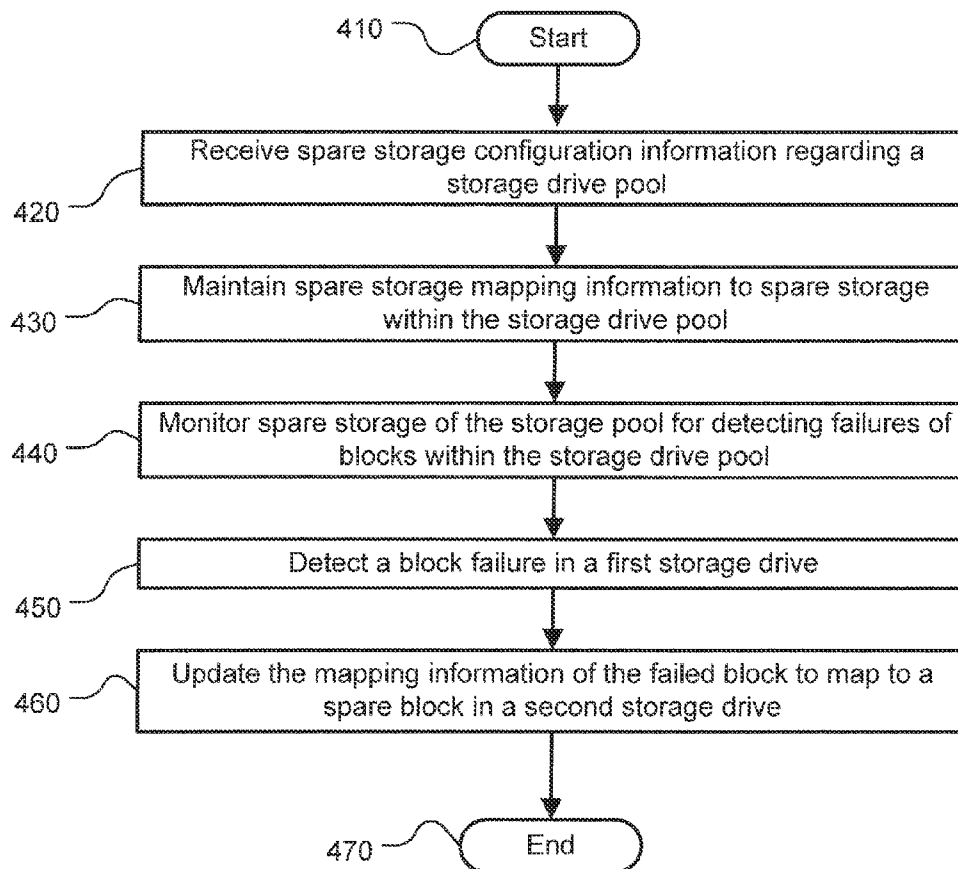 410
Start
Receive spare storage configuration information regarding a
storage drive pool
420
Maintain spare storage mapping information to spare storage
within the storage drive pool
430
Monitor spare storage of the storage pool for detecting failures of
blocks within the storage drive pool
440
Detect a block failure in a first storage drive
450
Update the mapping information of the failed block to map to a
spare block in a second storage drive
460
End
470